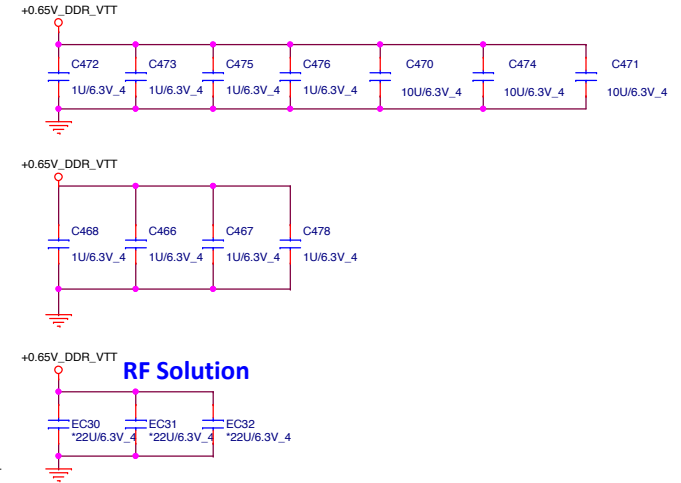 +0.65V_DDR_VTT
C472 C473 C475 C476 C470 C474 C471
1U/6.3V_4 1U/6.3V_4 1U/6.3V_4 1U/6.3V_4 10U/6.3V_4 10U/6.3V_4 10U/6.3V_4
+0.65V_DDR_VTT
C468 C466 C467 C478
1U/6.3V_4 1U/6.3V_4 1U/6.3V_4 1U/6.3V_4
+0.65V_DDR_VTT
RF Solution
EC30 EC31 EC32
*22U/6.3V_4 *22U/6.3V_4 *22U/6.3V_4